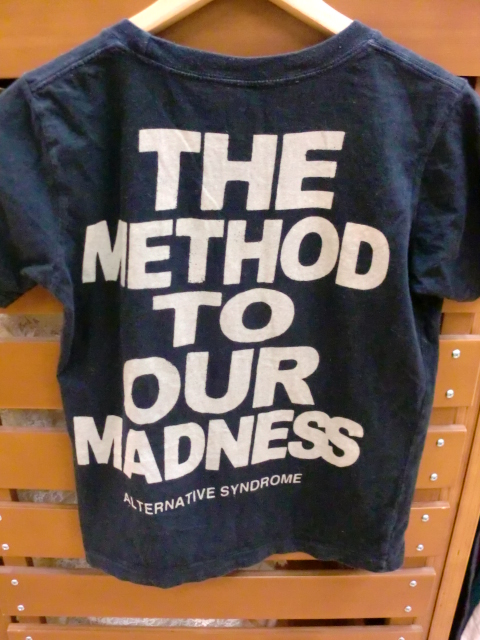 THE
METHOD
TO
OUR
MADNESS
ALTERNATIVE SYNDROME